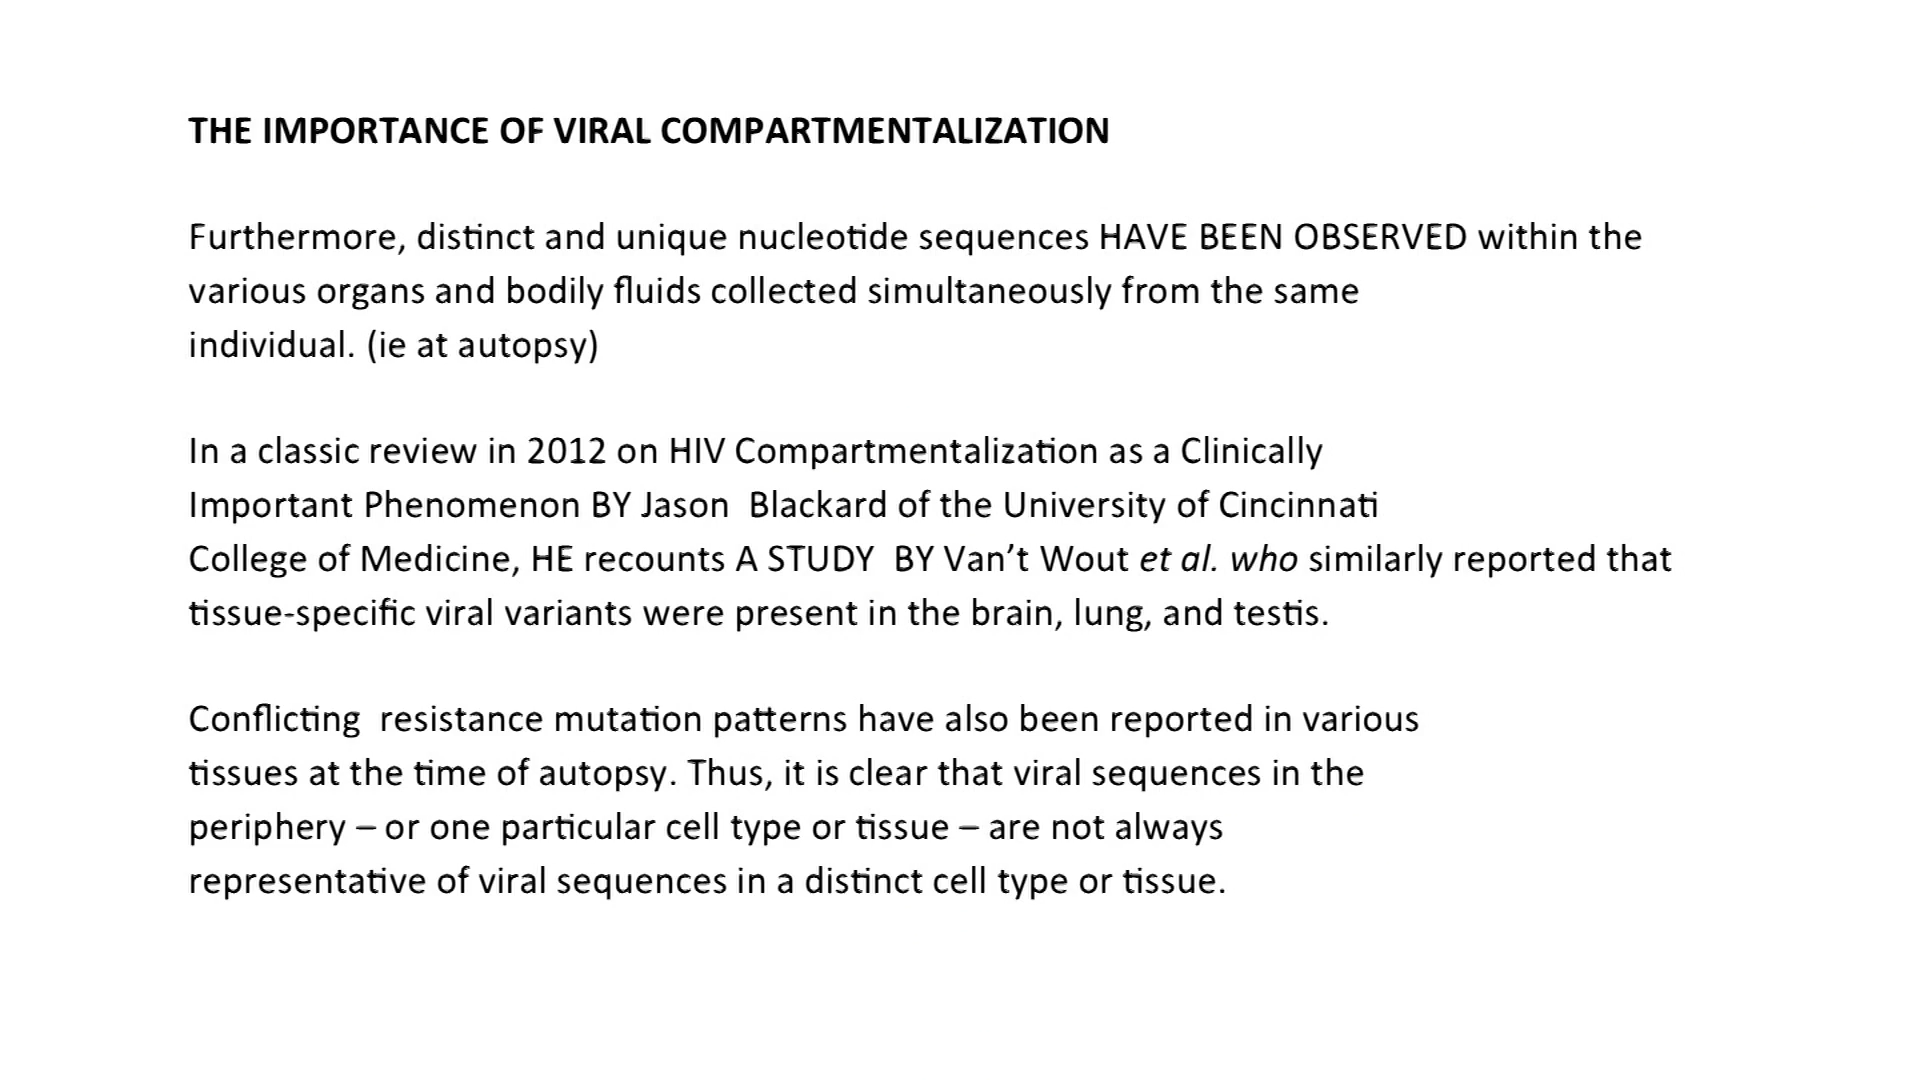 THE IMPORTANCE OF VIRAL COMPARTMENTALIZATION
Furthermore, distinct and unique nucleotide sequences HAVE BEEN OBSERVED within the
various organs and bodily fluids collected simultaneously from the same
individual. (ie at autopsy)
In a classic review in 2012 on HIV Compartmentalization as a Clinically
Important Phenomenon BY Jason  Blackard of the University of Cincinnati
College of Medicine, HE recounts A STUDY  BY Van’t Wout et al. who similarly reported that
tissue-specific viral variants were present in the brain, lung, and testis.
Conflicting  resistance mutation patterns have also been reported in various
tissues at the time of autopsy. Thus, it is clear that viral sequences in the
periphery – or one particular cell type or tissue – are not always
representative of viral sequences in a distinct cell type or tissue.